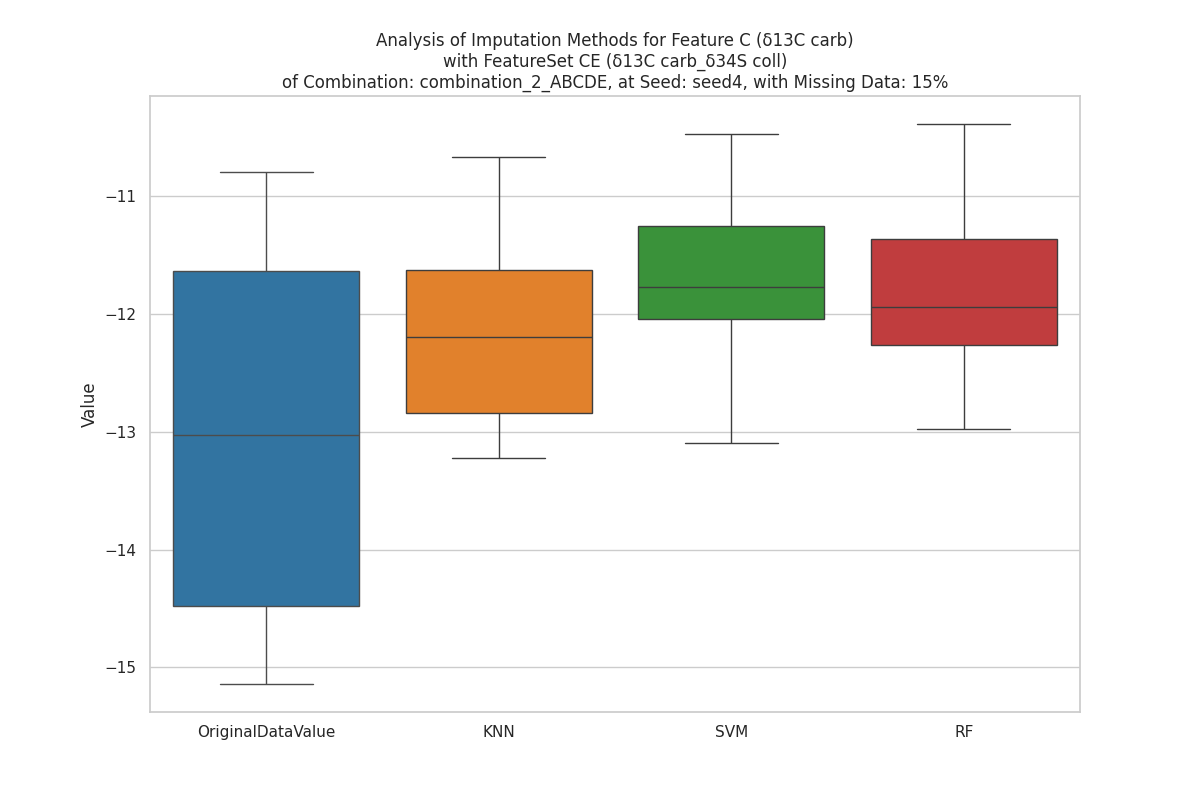 Analysis of Imputation Methods for Feature C (δ13C carb)
with FeatureSet CE (δ13C carb_δ34S coll)
of Combination: combination_2_ABCDE, at Seed: seed4, with Missing Data: 15%
Value
−11
−12
−13
−14
−15
OriginalDataValue
KNN
SVM
RF